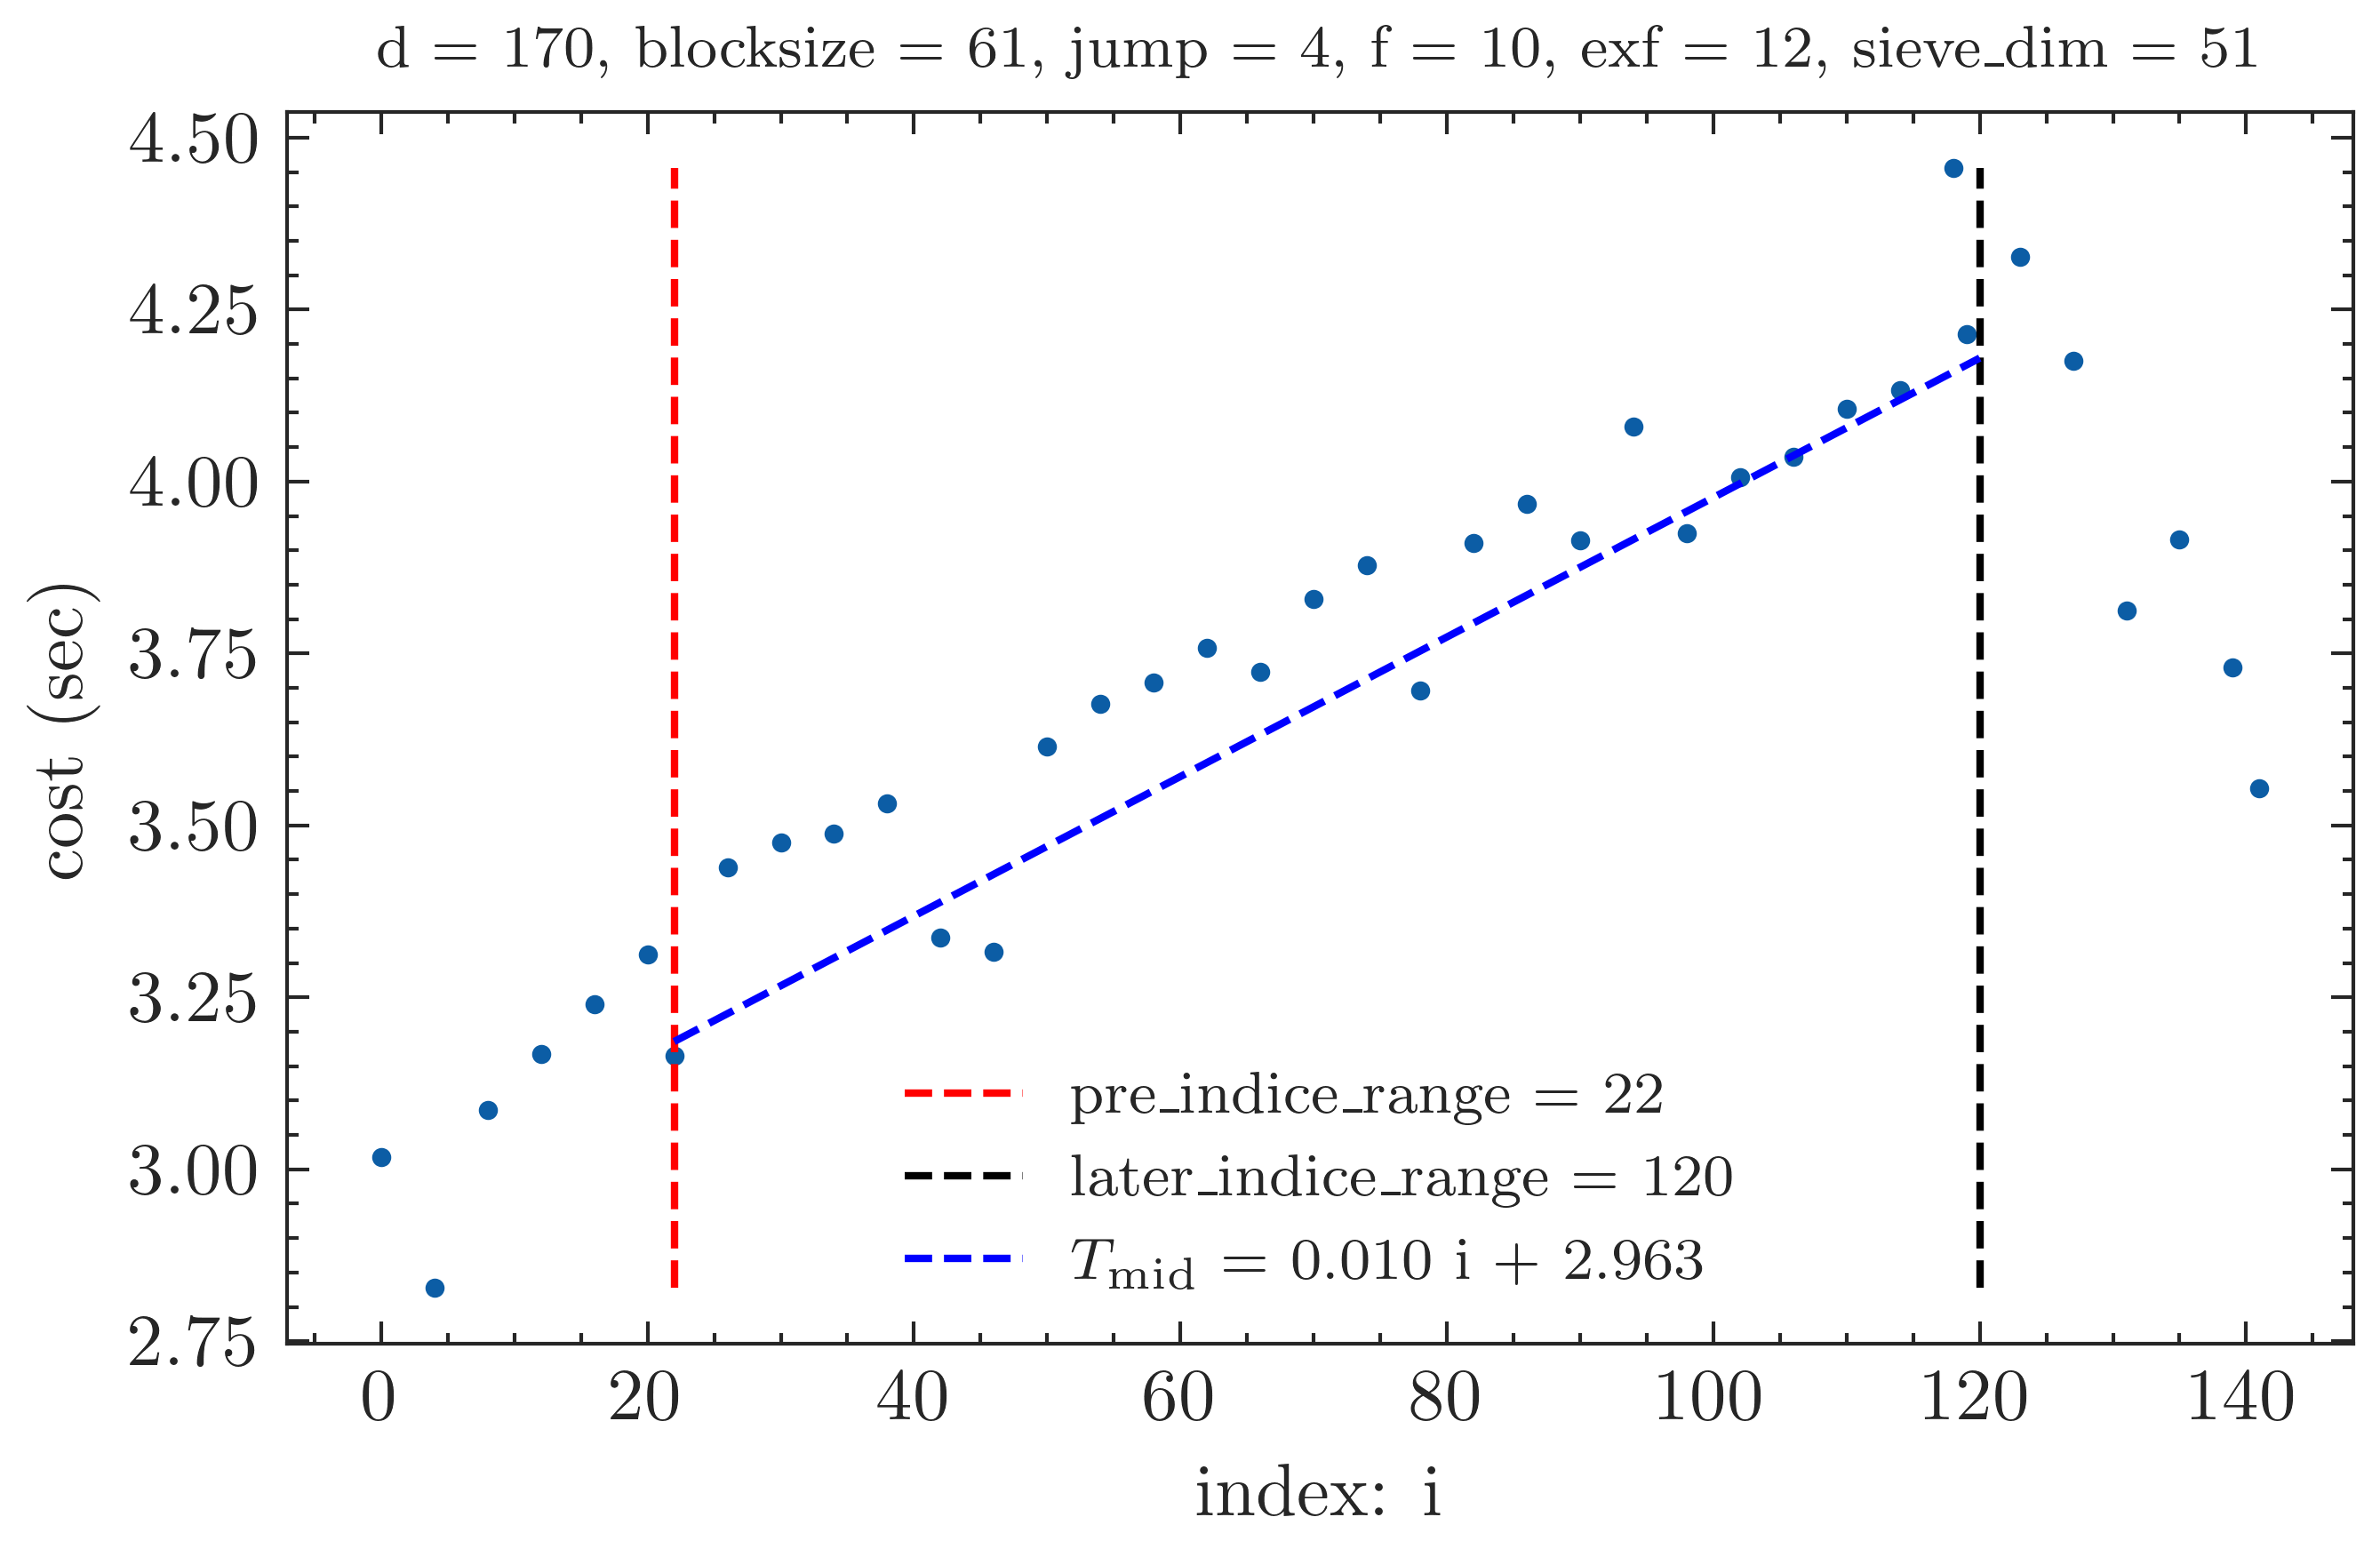 d = 170, blocksize = 61, jump = 4, f = 10, exf = 12, sieve_dim = 51
4.50
4.25
4.00
3.75
3.50
3.25
3.00
2.75
cost (sec)
pre_indice_range = 22
later_indice_range = 120
T_mid = 0.010 i + 2.963
0 20 40 60 80 100 120 140
index: i